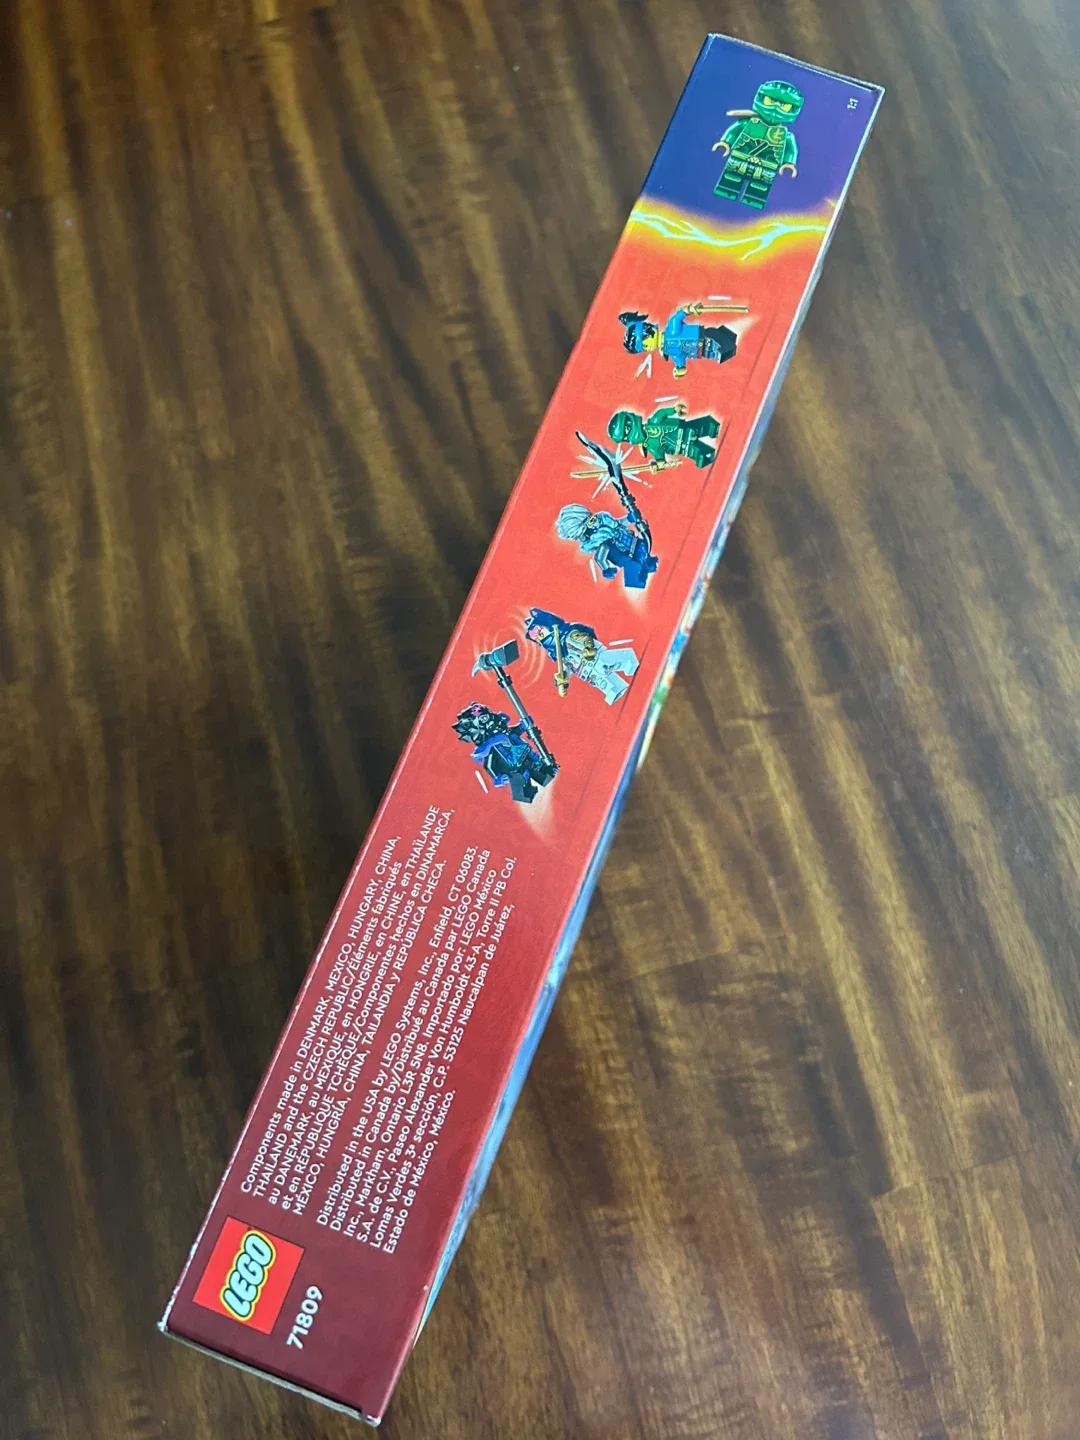 1:1
Components made in DENMARK, MEXICO, HUNGARY, CHINA,
THAILAND and the CZECH REPUBLIC/Éléments fabriqués
au DANEMARK, au MEXIQUE, en HONGRIE, en CHINE, en THAÏLANDE
et en RÉPUBLIQUE TCHÈQUE/Componentes hechos en DINAMARCA,
MÉXICO, HUNGRÍA, CHINA, TAILANDIA y REPÚBLICA CHECA.
Distributed in the USA by LEGO Systems, Inc., Enfield, CT 06083.
Distributed in Canada by/Distribué au Canada par LEGO Canada
Inc., Markham, Ontario L3R 5N8. Importado por: LEGO México
S.A. de C.V., Paseo Alexander Von Humboldt 43-A, Torre II PB Col.
Lomas Verdes 3ª sección, C.P. 53125 Naucalpan de Juárez,
Estado de México, México.
LEGO
71809